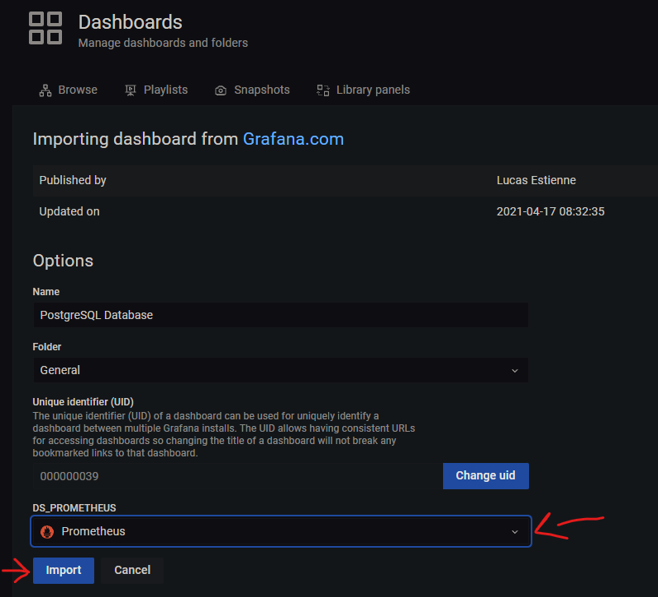 Dashboards
Manage dashboards and folders
Browse
Playlists
Snapshots
Library panels
Importing dashboard from Grafana.com
Published by
Lucas Estienne
Updated on
2021-04-17 08:32:35
Options
Name
PostgreSQL Database
Folder
General
Unique identifier (UID)
The unique identifier (UID) of a dashboard can be used for uniquely identify a
dashboard between multiple Grafana installs. The UID allows having consistent URLs
for accessing dashboards so changing the title of a dashboard will not break any
bookmarked links to that dashboard.
000000039
Change uid
DS_PROMETHEUS
Prometheus
Import
Cancel